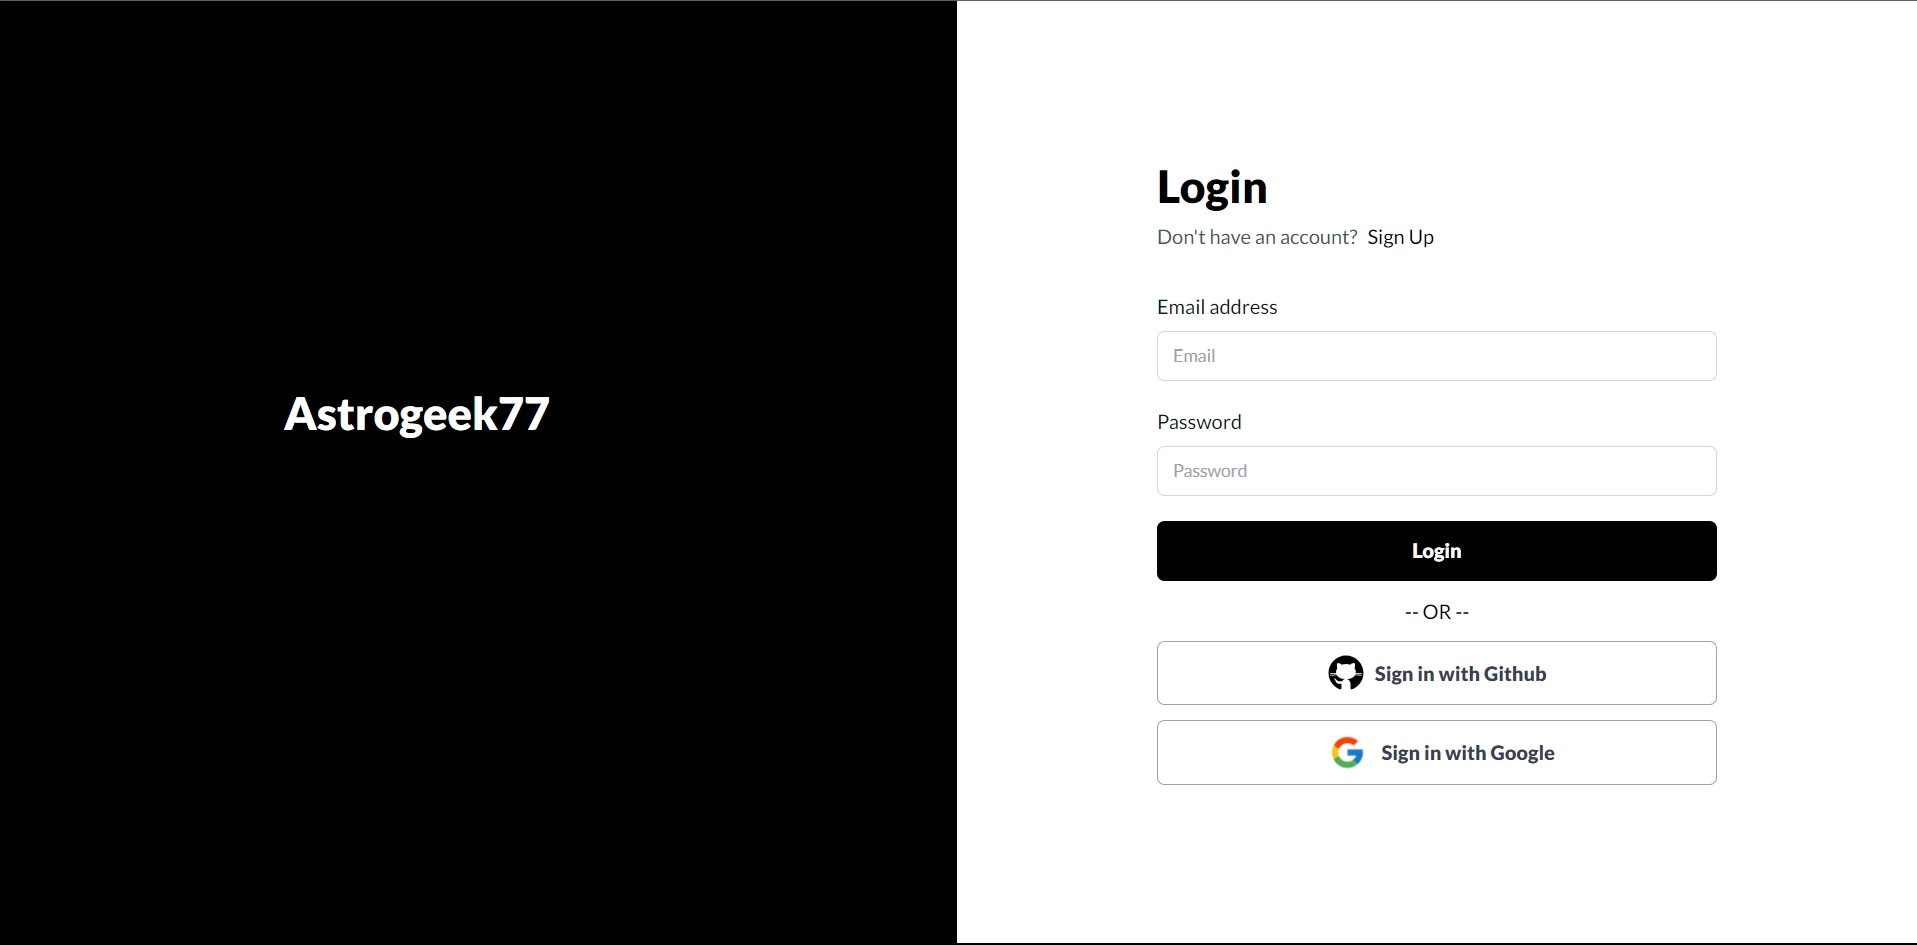 Astrogeek77
Login
Don't have an account? Sign Up
Email address
Email
Password
Password
Login
-- OR --
Sign in with Github
Sign in with Google